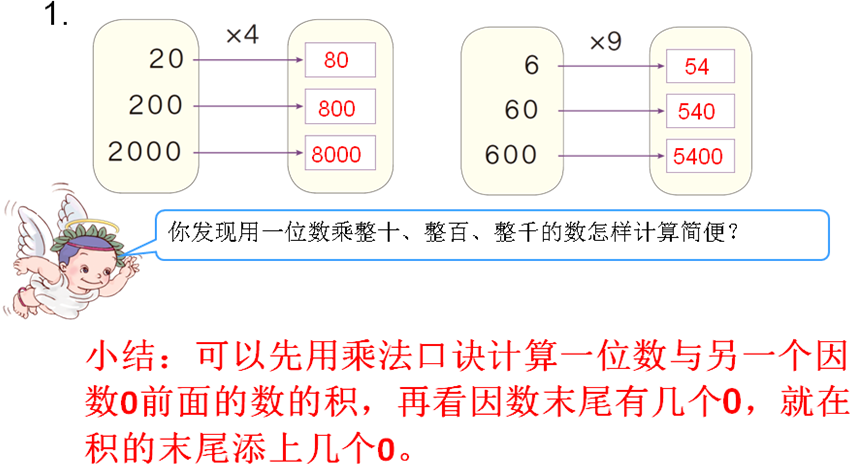 1.
×4
20 80
200 800
2000 8000
×9
6 54
60 540
600 5400
你发现用一位数乘整十、整百、整千的数怎样计算简便？
小结：可以先用乘法口诀计算一位数与另一个因
数0前面的数的积，再看因数末尾有几个0，就在
积的末尾添上几个0。